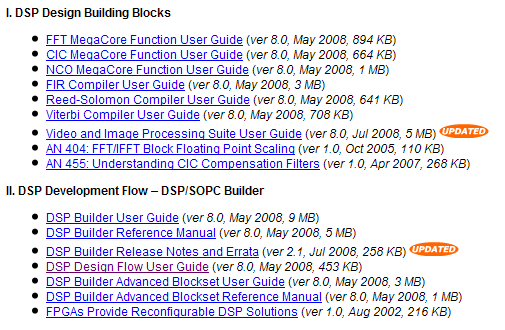 I. DSP Design Building Blocks
FFT MegaCore Function User Guide (ver 8.0, May 2008, 894 KB)
CIC MegaCore Function User Guide (ver 8.0, May 2008, 664 KB)
NCO MegaCore Function User Guide (ver 8.0, May 2008, 1 MB)
FIR Compiler User Guide (ver 8.0, May 2008, 3 MB)
Reed-Solomon Compiler User Guide (ver 8.0, May 2008, 641 KB)
Viterbi Compiler User Guide (ver 8.0, May 2008, 708 KB)
Video and Image Processing Suite User Guide (ver 8.0, Jul 2008, 5 MB) UPDATED
AN 404: FFT/IFFT Block Floating Point Scaling (ver 1.0, Oct 2005, 110 KB)
AN 455: Understanding CIC Compensation Filters (ver 1.0, Apr 2007, 268 KB)
II. DSP Development Flow – DSP/SOPC Builder
DSP Builder User Guide (ver 8.0, May 2008, 9 MB)
DSP Builder Reference Manual (ver 8.0, May 2008, 5 MB)
DSP Builder Release Notes and Errata (ver 2.1, Jul 2008, 258 KB) UPDATED
DSP Design Flow User Guide (ver 8.0, May 2008, 453 KB)
DSP Builder Advanced Blockset User Guide (ver 8.0, May 2008, 3 MB)
DSP Builder Advanced Blockset Reference Manual (ver 8.0, May 2008, 1 MB)
FPGAs Provide Reconfigurable DSP Solutions (ver 1.0, Aug 2002, 216 KB)